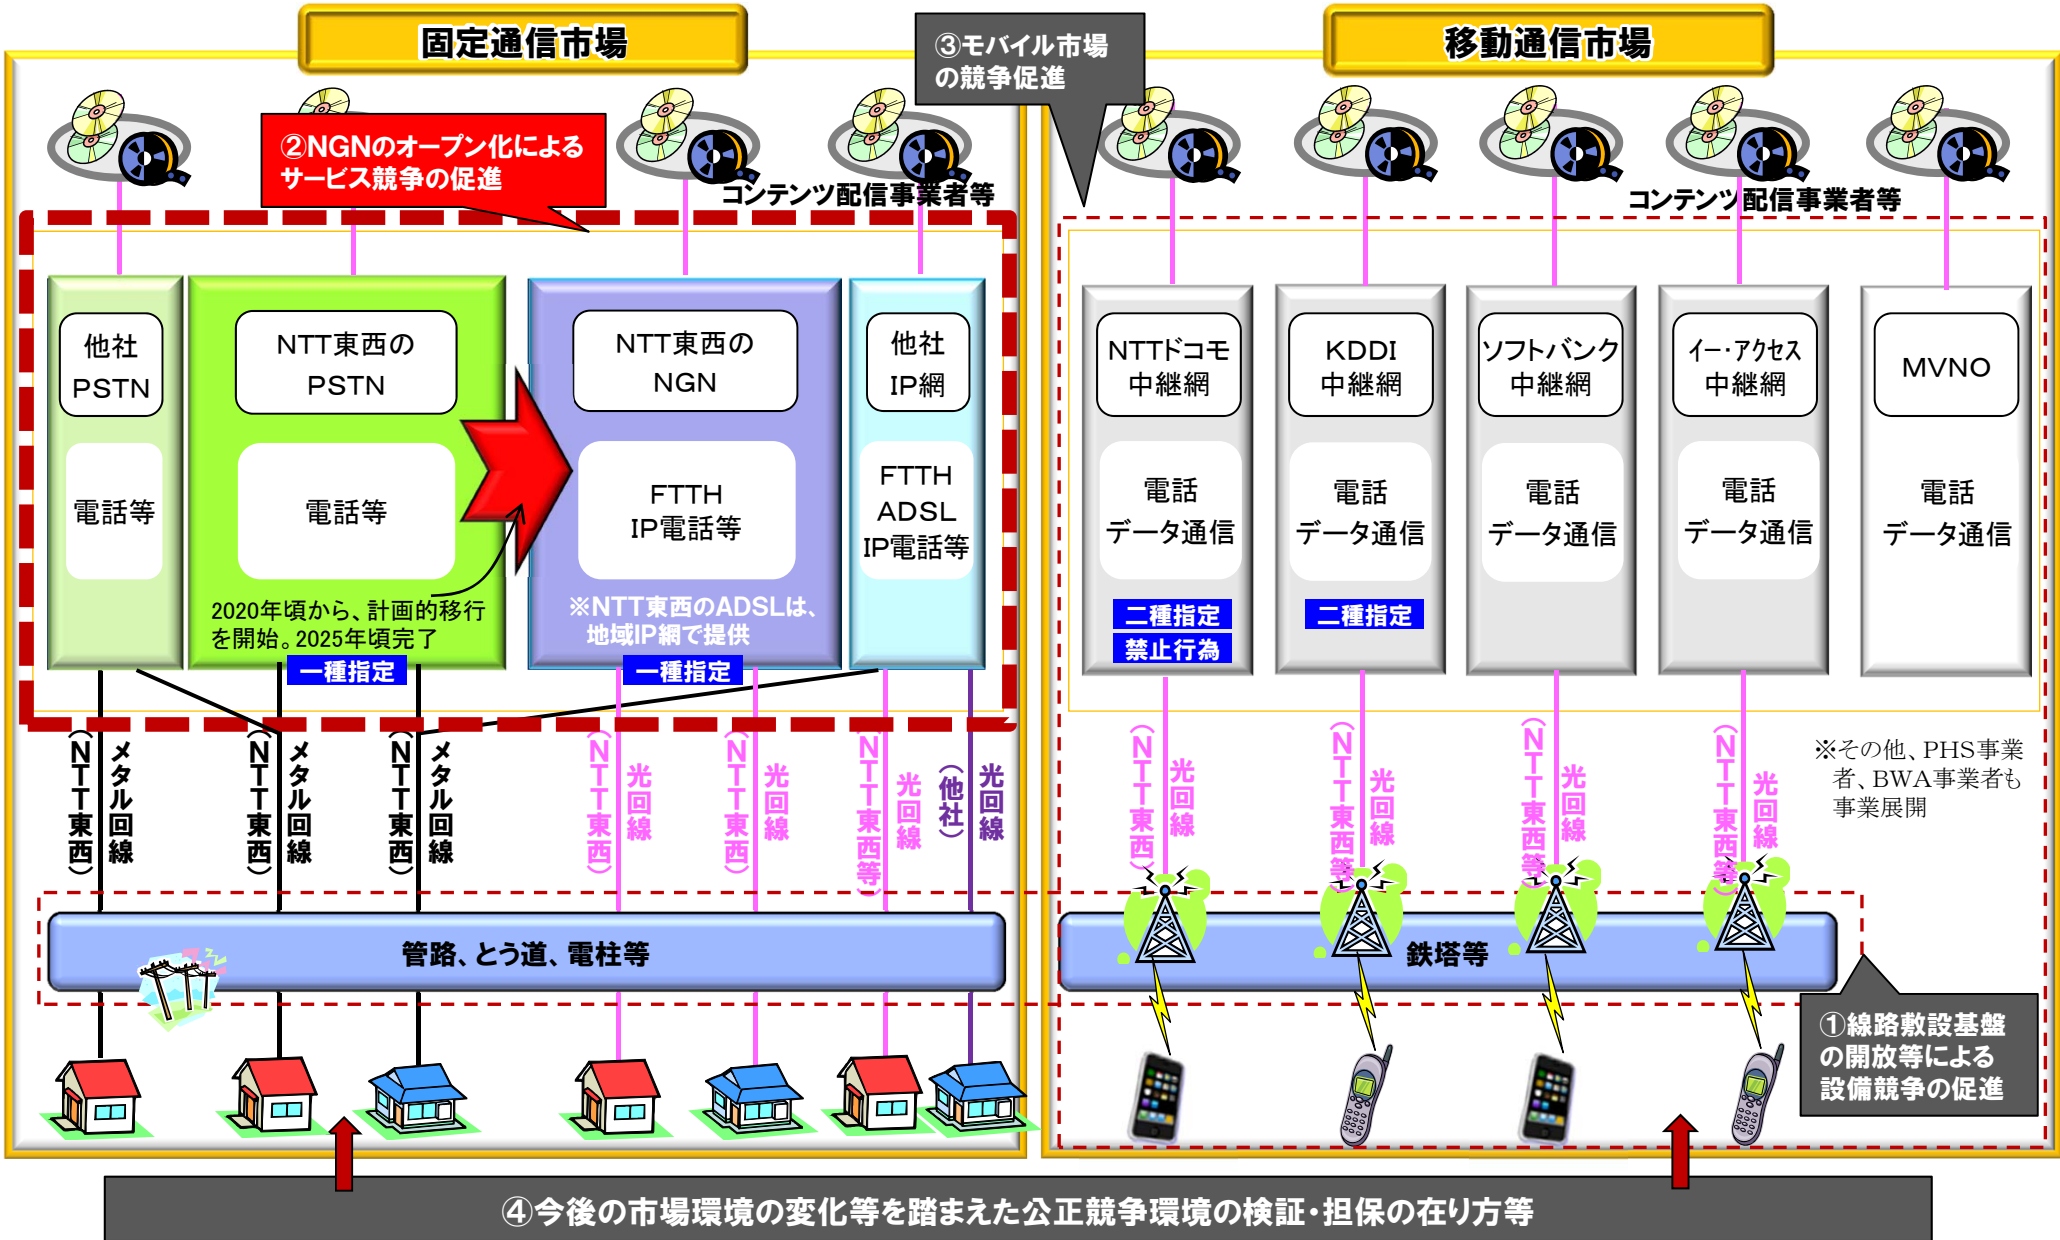 固定通信市場
移動通信市場
③モバイル市場
の競争促進
②NGNのオープン化による
サービス競争の促進
コンテンツ配信事業者等
コンテンツ配信事業者等
他社
PSTN
電話等
NTT東西の
PSTN
電話等
2020年頃から、計画的移行
を開始。2025年頃完了
一種指定
NTT東西の
NGN
FTTH
IP電話等
※NTT東西のADSLは、
地域IP網で提供
一種指定
他社
IP網
FTTH
ADSL
IP電話等
NTTドコモ
中継網
電話
データ通信
二種指定
禁止行為
KDDI
中継網
電話
データ通信
二種指定
ソフトバンク
中継網
電話
データ通信
イー・アクセス
中継網
電話
データ通信
MVNO
電話
データ通信
メタル回線
(NTT東西)
メタル回線
(NTT東西)
メタル回線
(NTT東西)
光回線
(NTT東西)
光回線
(NTT東西)
光回線
(NTT東西等)
光回線
(他社)
光回線
(NTT東西)
光回線
(NTT東西等)
光回線
(NTT東西等)
光回線
(NTT東西等)
※その他、PHS事業
者、BWA事業者も
事業展開
管路、とう道、電柱等
鉄塔等
①線路敷設基盤
の開放等による
設備競争の促進
④今後の市場環境の変化等を踏まえた公正競争環境の検証・担保の在り方等